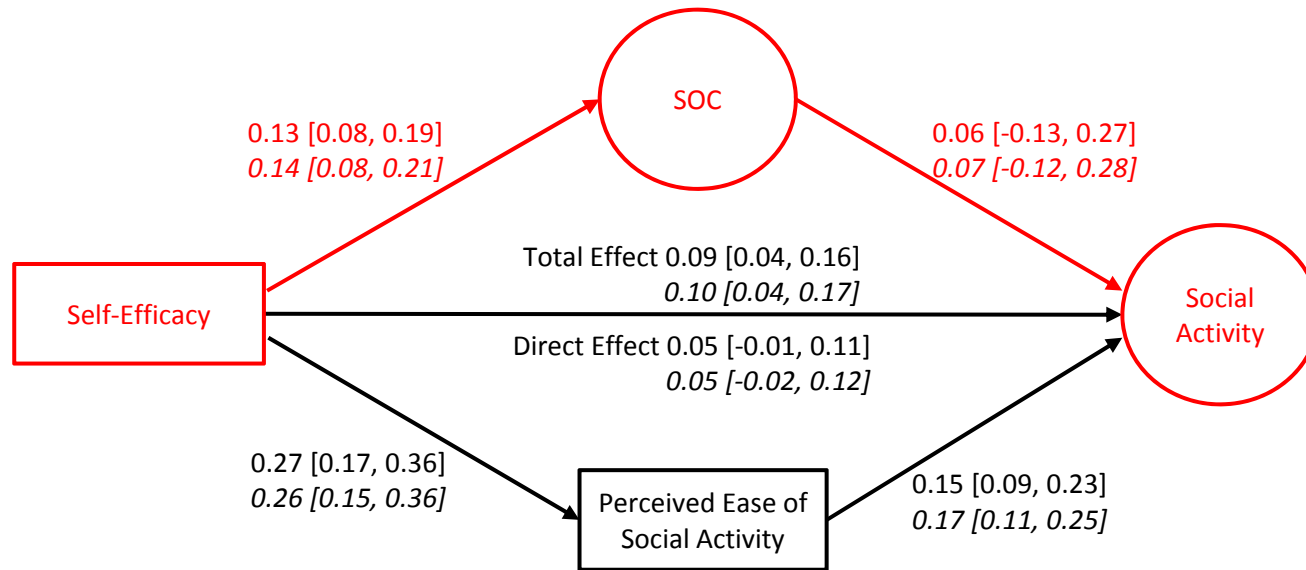 SOC
0.13 [0.08, 0.19]
0.14 [0.08, 0.21]
0.06 [-0.13, 0.27]
0.07 [-0.12, 0.28]
Total Effect 0.09 [0.04, 0.16]
0.10 [0.04, 0.17]
Self-Efficacy
Social
Activity
Direct Effect 0.05 [-0.01, 0.11]
0.05 [-0.02, 0.12]
0.27 [0.17, 0.36]
0.26 [0.15, 0.36]
Perceived Ease of
Social Activity
0.15 [0.09, 0.23]
0.17 [0.11, 0.25]